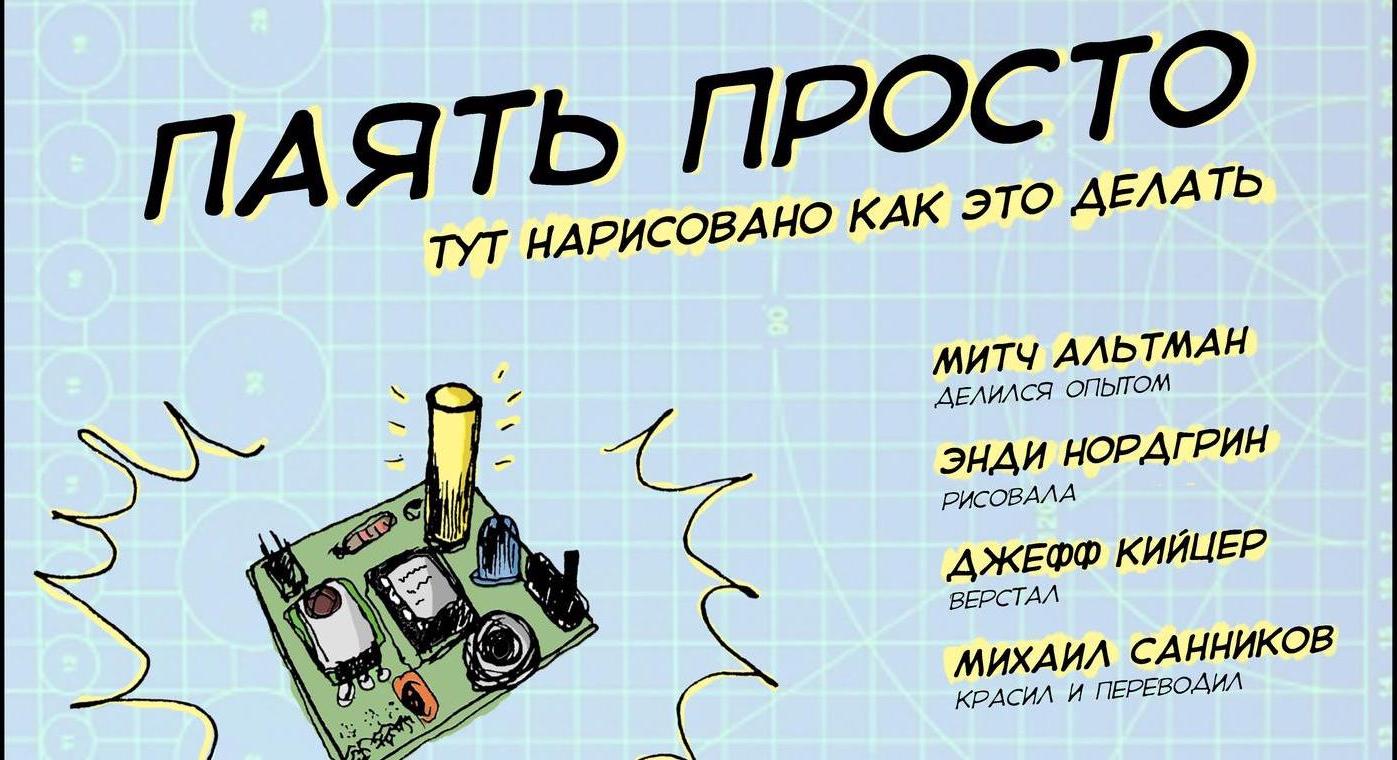 ПАЯТЬ ПРОСТО
ТУТ НАРИСОВАНО КАК ЭТО ДЕЛАТЬ
МИТЧ АЛЬТМАН
ДЕЛИЛСЯ ОПЫТОМ
ЭНДИ НОРДГРИН
РИСОВАЛА
ДЖЕФФ КИЙЦЕР
ВЕРСТАЛ
МИХАИЛ САННИКОВ
КРАСИЛ И ПЕРЕВОДИЛ